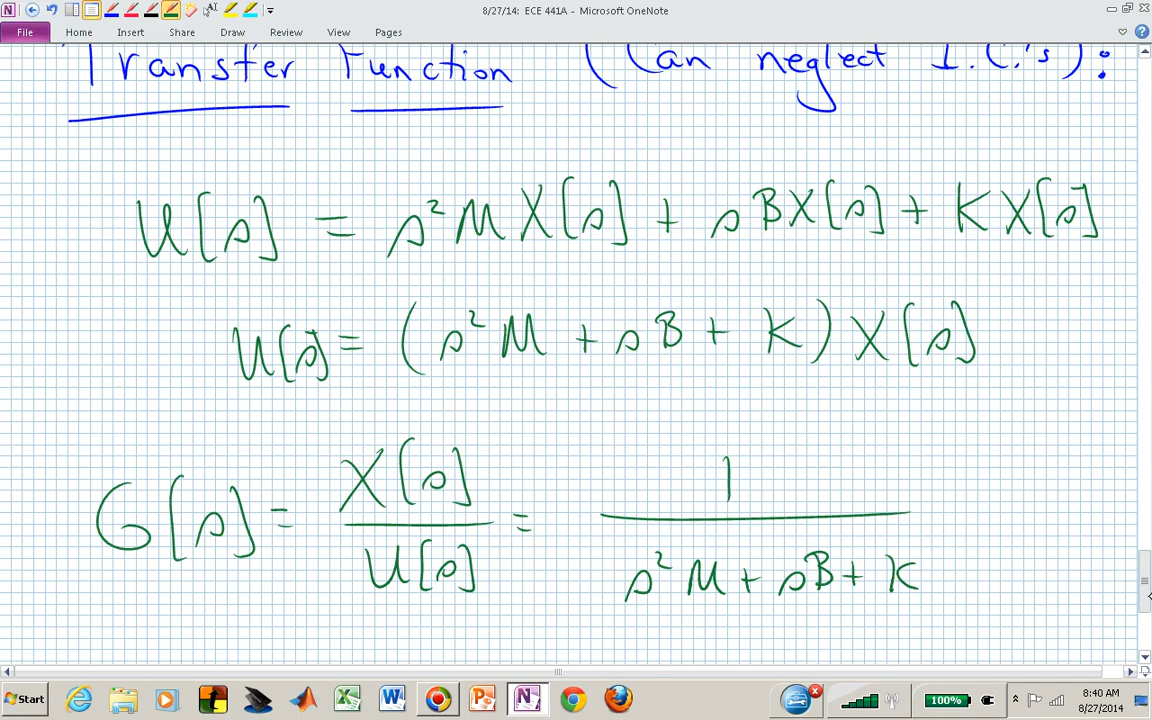 8/27/14: ECE 441A - Microsoft OneNote
File Home Insert Share Draw Review View Pages
Transfer Function (Can neglect I.C.'s):
U[s] = s²M X[s] + sBX[s] + KX[s]
U[s] = (s²M + sB + K) X[s]
G[s] = X[s] / U[s] = 1 / s²M + sB + K
Start 100% 8:40 AM
8/27/2014